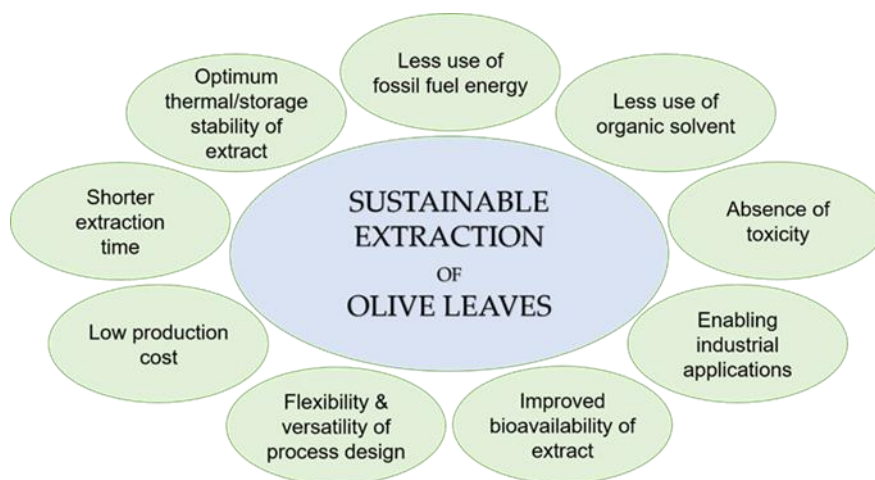 Less use of
fossil fuel energy
Less use of
organic solvent
Absence of
toxicity
Enabling
industrial
applications
Improved
bioavailability of
extract
Flexibility &
versatility of
process design
Low production
cost
Shorter
extraction
time
Optimum
thermal/storage
stability of
extract
SUSTAINABLE
EXTRACTION
OF
OLIVE LEAVES